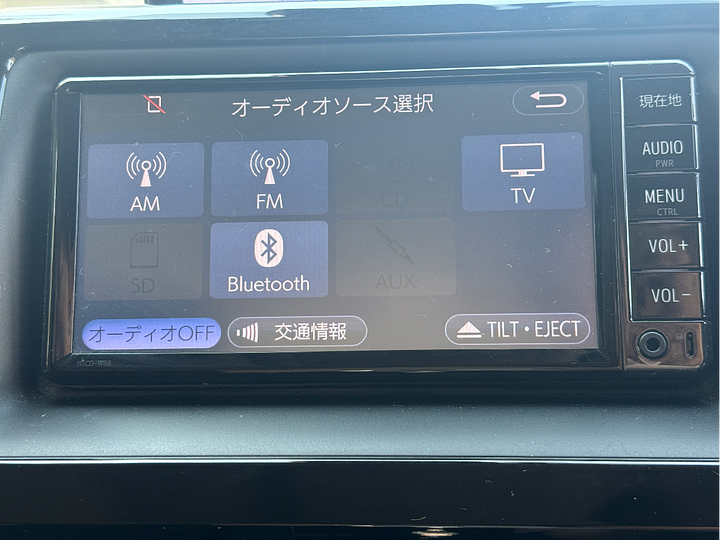 オーディオソース選択
現在地
AM
FM
CD
TV
AUDIO
PWR
MENU
CTRL
SD
Bluetooth
AUX
VOL+
VOL-
オーディオOFF
交通情報
TILT・EJECT
NSCD-W66